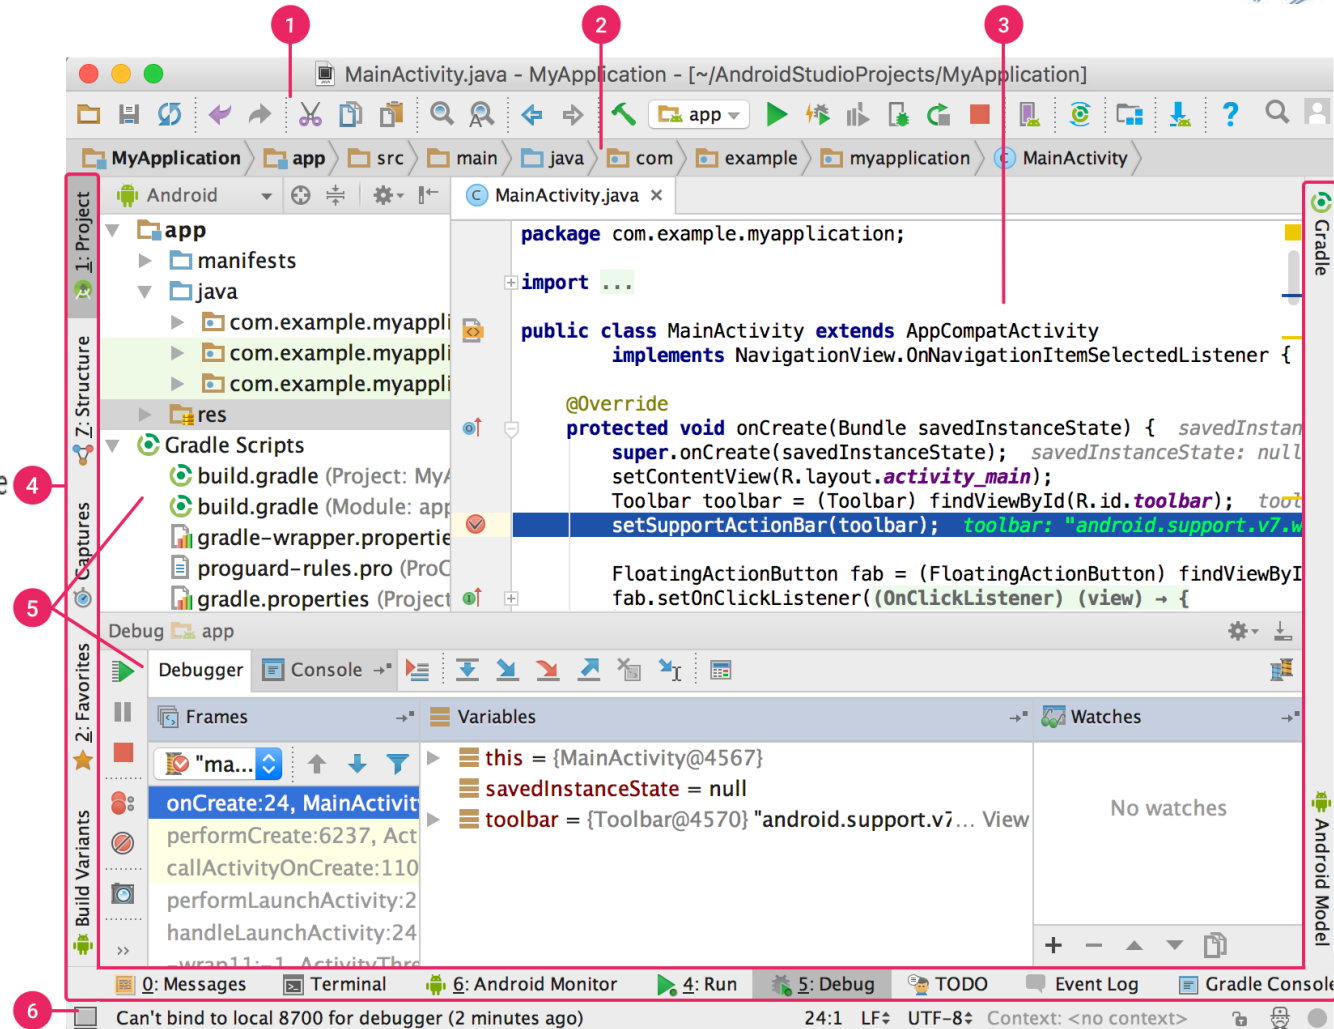 1
2
3
MainActivity.java - MyApplication - [~/AndroidStudioProjects/MyApplication]
app
?
MyApplication
app
src
main
java
com
example
myapplication
C MainActivity
1: Project
Z: Structure
Captures
2: Favorites
Build Variants
Android
app
manifests
java
com.example.myappli
com.example.myappli
com.example.myappli
res
Gradle Scripts
build.gradle (Project: MyA
build.gradle (Module: app
gradle-wrapper.propertie
proguard-rules.pro (ProC
gradle.properties (Project
e
4
5
C MainActivity.java ×
package com.example.myapplication;
import ...
public class MainActivity extends AppCompatActivity
implements NavigationView.OnNavigationItemSelectedListener {
@Override
protected void onCreate(Bundle savedInstanceState) { savedInstan
super.onCreate(savedInstanceState); savedInstanceState: null
setContentView(R.layout.activity_main);
Toolbar toolbar = (Toolbar) findViewById(R.id.toolbar); tool
setSupportActionBar(toolbar); toolbar: "android.support.v7.w
FloatingActionButton fab = (FloatingActionButton) findViewByI
fab.setOnClickListener((OnClickListener) (view) → {
Gradle
Android Model
Debug app
Debugger
Console
Frames
Variables
Watches
"ma...
onCreate:24, MainActivit
performCreate:6237, Act
callActivityOnCreate:110
performLaunchActivity:2
handleLaunchActivity:24
-wrap11:-1, ActivityThre
this = {MainActivity@4567}
savedInstanceState = null
toolbar = {Toolbar@4570} "android.support.v7... View
No watches
0: Messages
Terminal
6: Android Monitor
4: Run
5: Debug
TODO
Event Log
Gradle Console
6
Can't bind to local 8700 for debugger (2 minutes ago)
24:1 LF÷ UTF-8÷ Context: <no context>